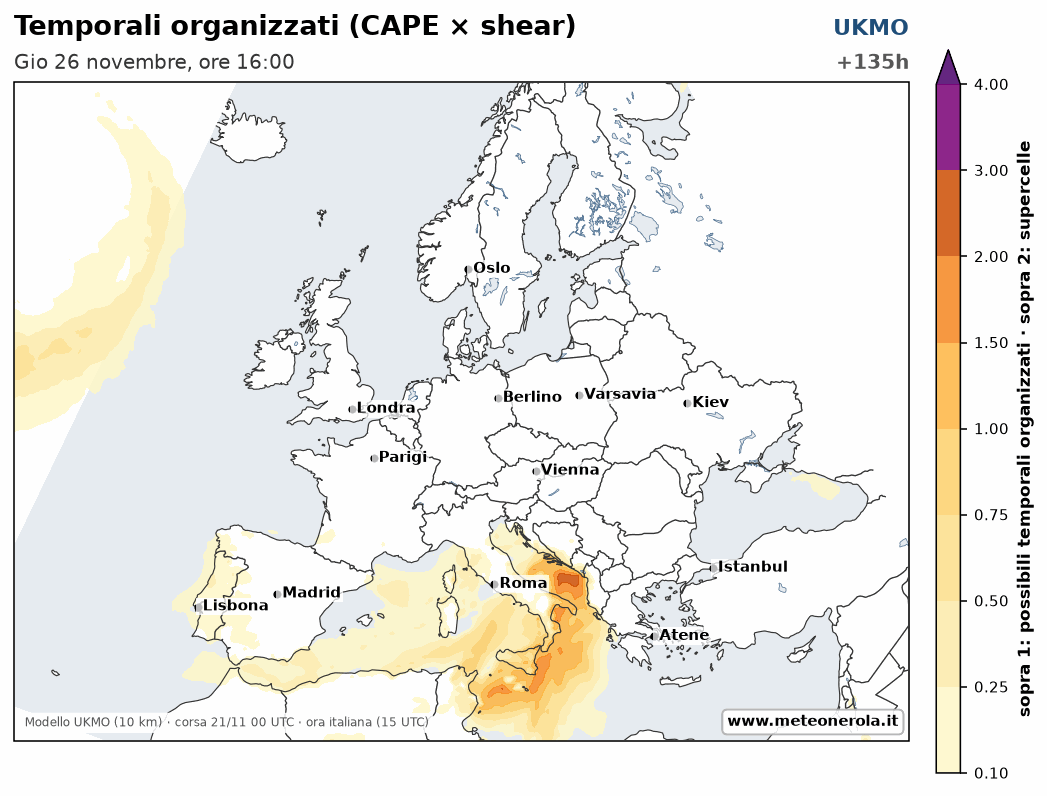 Temporali organizzati (CAPE × shear)
UKMO
Gio 26 novembre, ore 16:00
+135h
Oslo
Londra
Berlino
Varsavia
Kiev
Parigi
Vienna
Istanbul
Roma
Madrid
Lisbona
Atene
Modello UKMO (10 km) · corsa 21/11 00 UTC · ora italiana (15 UTC)
www.meteonerola.it
4.00
3.00
2.00
1.50
1.00
0.75
0.50
0.25
0.10
sopra 1: possibili temporali organizzati · sopra 2: supercelle